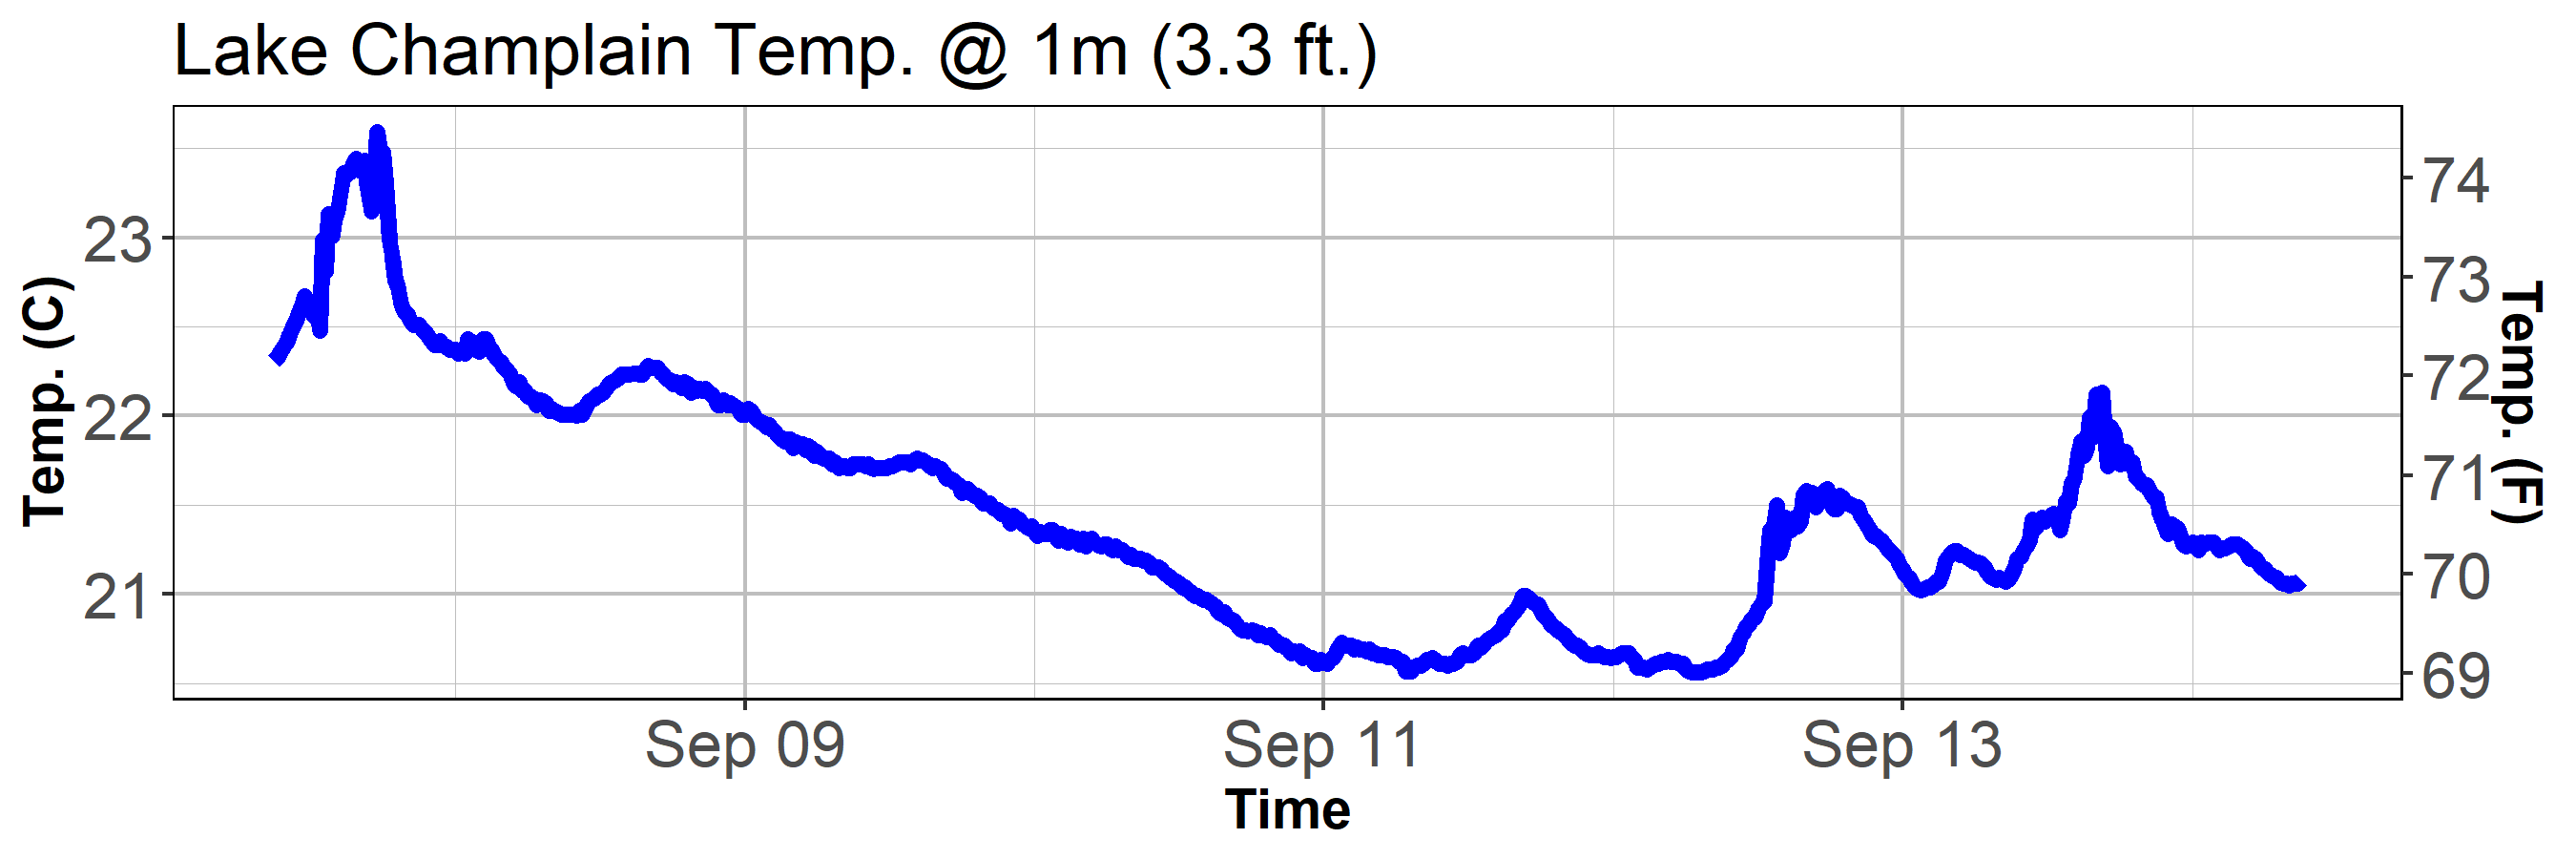 Lake Champlain Temp. @ 1m (3.3 ft.)
Temp. (C)
23
22
21
74
73
72
71
70
69
Temp. (F)
Sep 09 Sep 11 Sep 13
Time